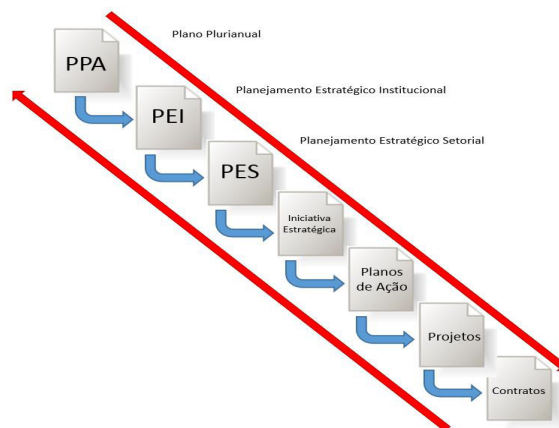 Plano Plurianual
PPA
Planejamento Estratégico Institucional
PEI
Planejamento Estratégico Setorial
PES
Iniciativa
Estratégica
Planos
de Ação
Projetos
Contratos